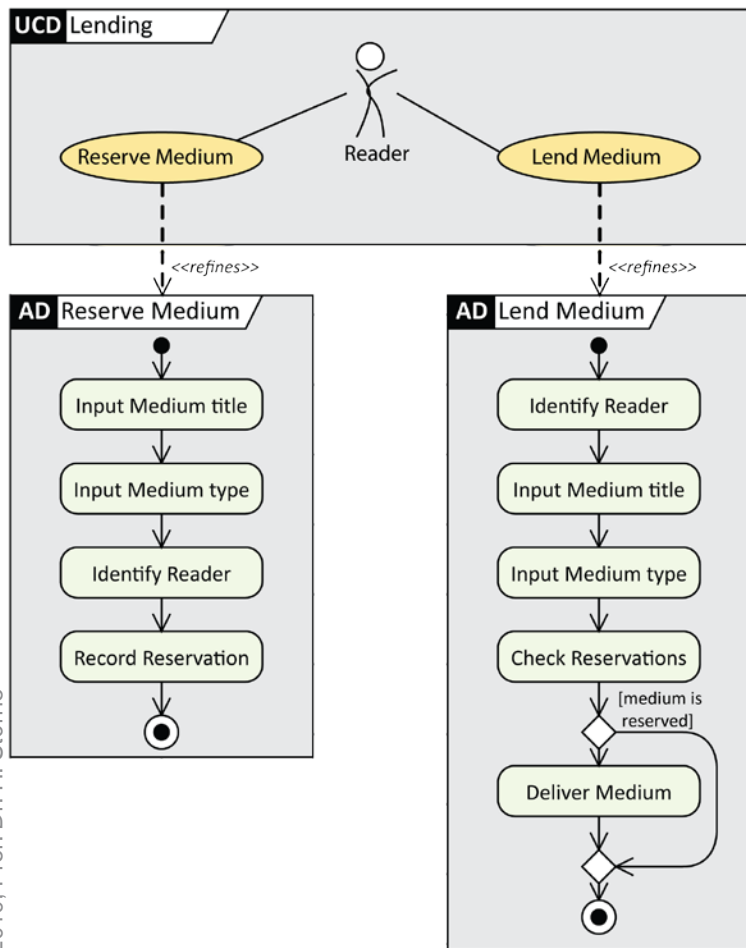 UCD Lending
Reserve Medium
Reader
Lend Medium
<<refines>>
<<refines>>
AD Reserve Medium
Input Medium title
Input Medium type
Identify Reader
Record Reservation
AD Lend Medium
Identify Reader
Input Medium title
Input Medium type
Check Reservations
[medium is
reserved]
Deliver Medium